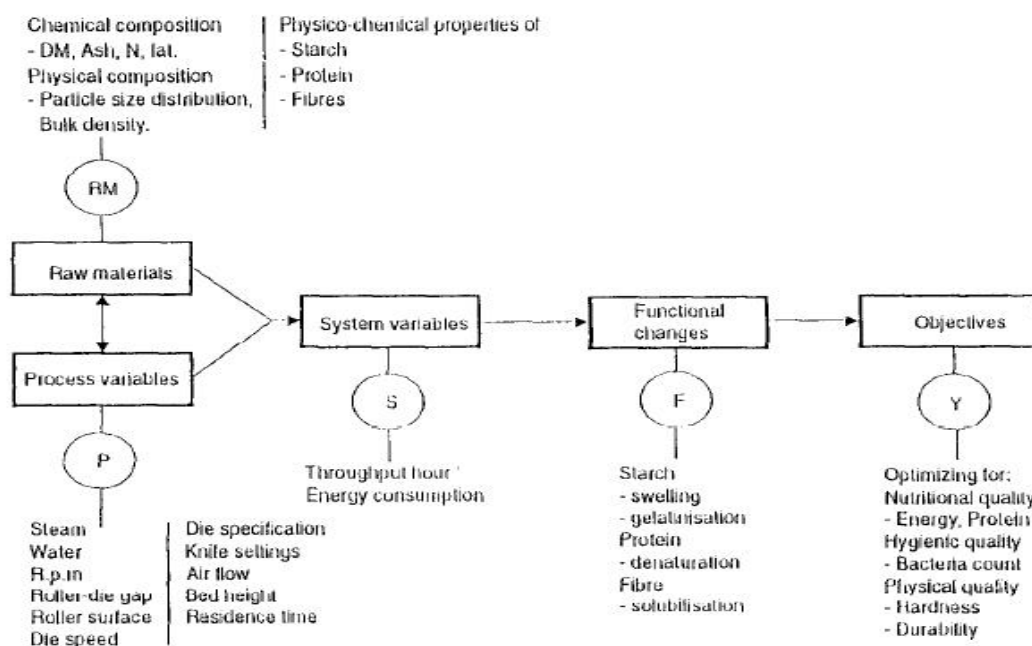 Chemical composition
- DM, Ash, N, fat.
Physical composition
- Particle size distribution,
Bulk density.
Physico-chemical properties of
- Starch
- Protein
- Fibres
RM
Raw materials
Process variables
P
Steam
Water
R.p.m
Roller-die gap
Roller surface
Die speed
Die specification
Knife settings
Air flow
Bed height
Residence time
System variables
S
Throughput hour
Energy consumption
Functional
changes
F
Starch
- swelling
- gelatinisation
Protein
- denaturation
Fibre
- solubilisation
Objectives
Y
Optimizing for:
Nutritional quality
- Energy, Protein
Hygienic quality
- Bacteria count
Physical quality
- Hardness
- Durability